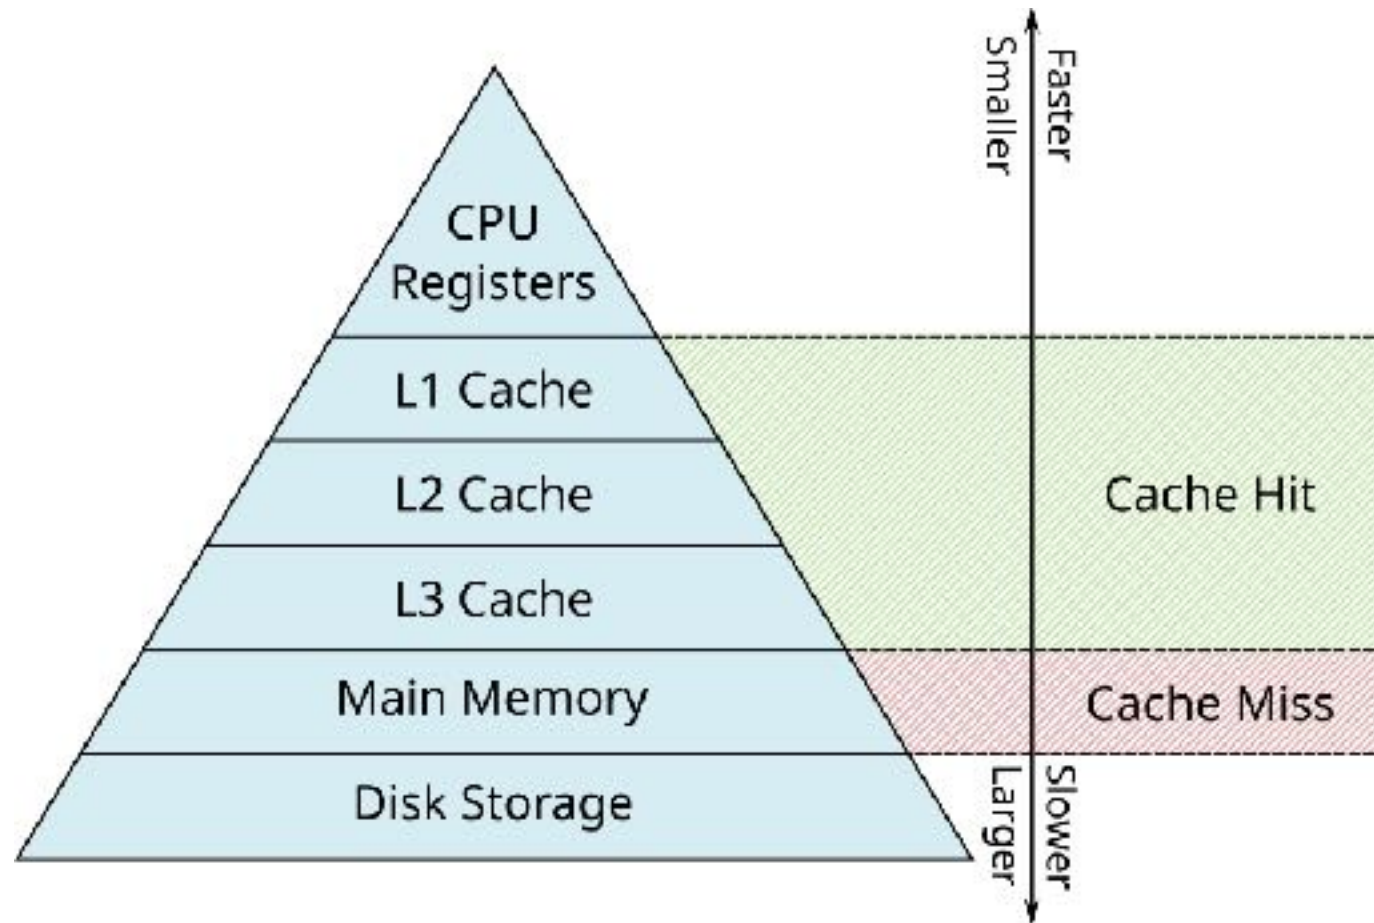 Smaller
Faster
CPU
Registers
L1 Cache
L2 Cache
Cache Hit
L3 Cache
Main Memory
Cache Miss
Disk Storage
Larger
Slower